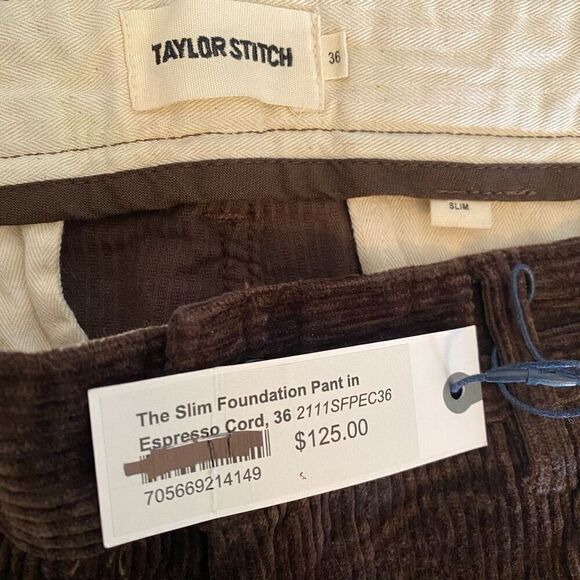 TAYLOR STITCH
36
SLIM
The Slim Foundation Pant in
Espresso Cord, 36 2111SFPEC36
$125.00
705669214149